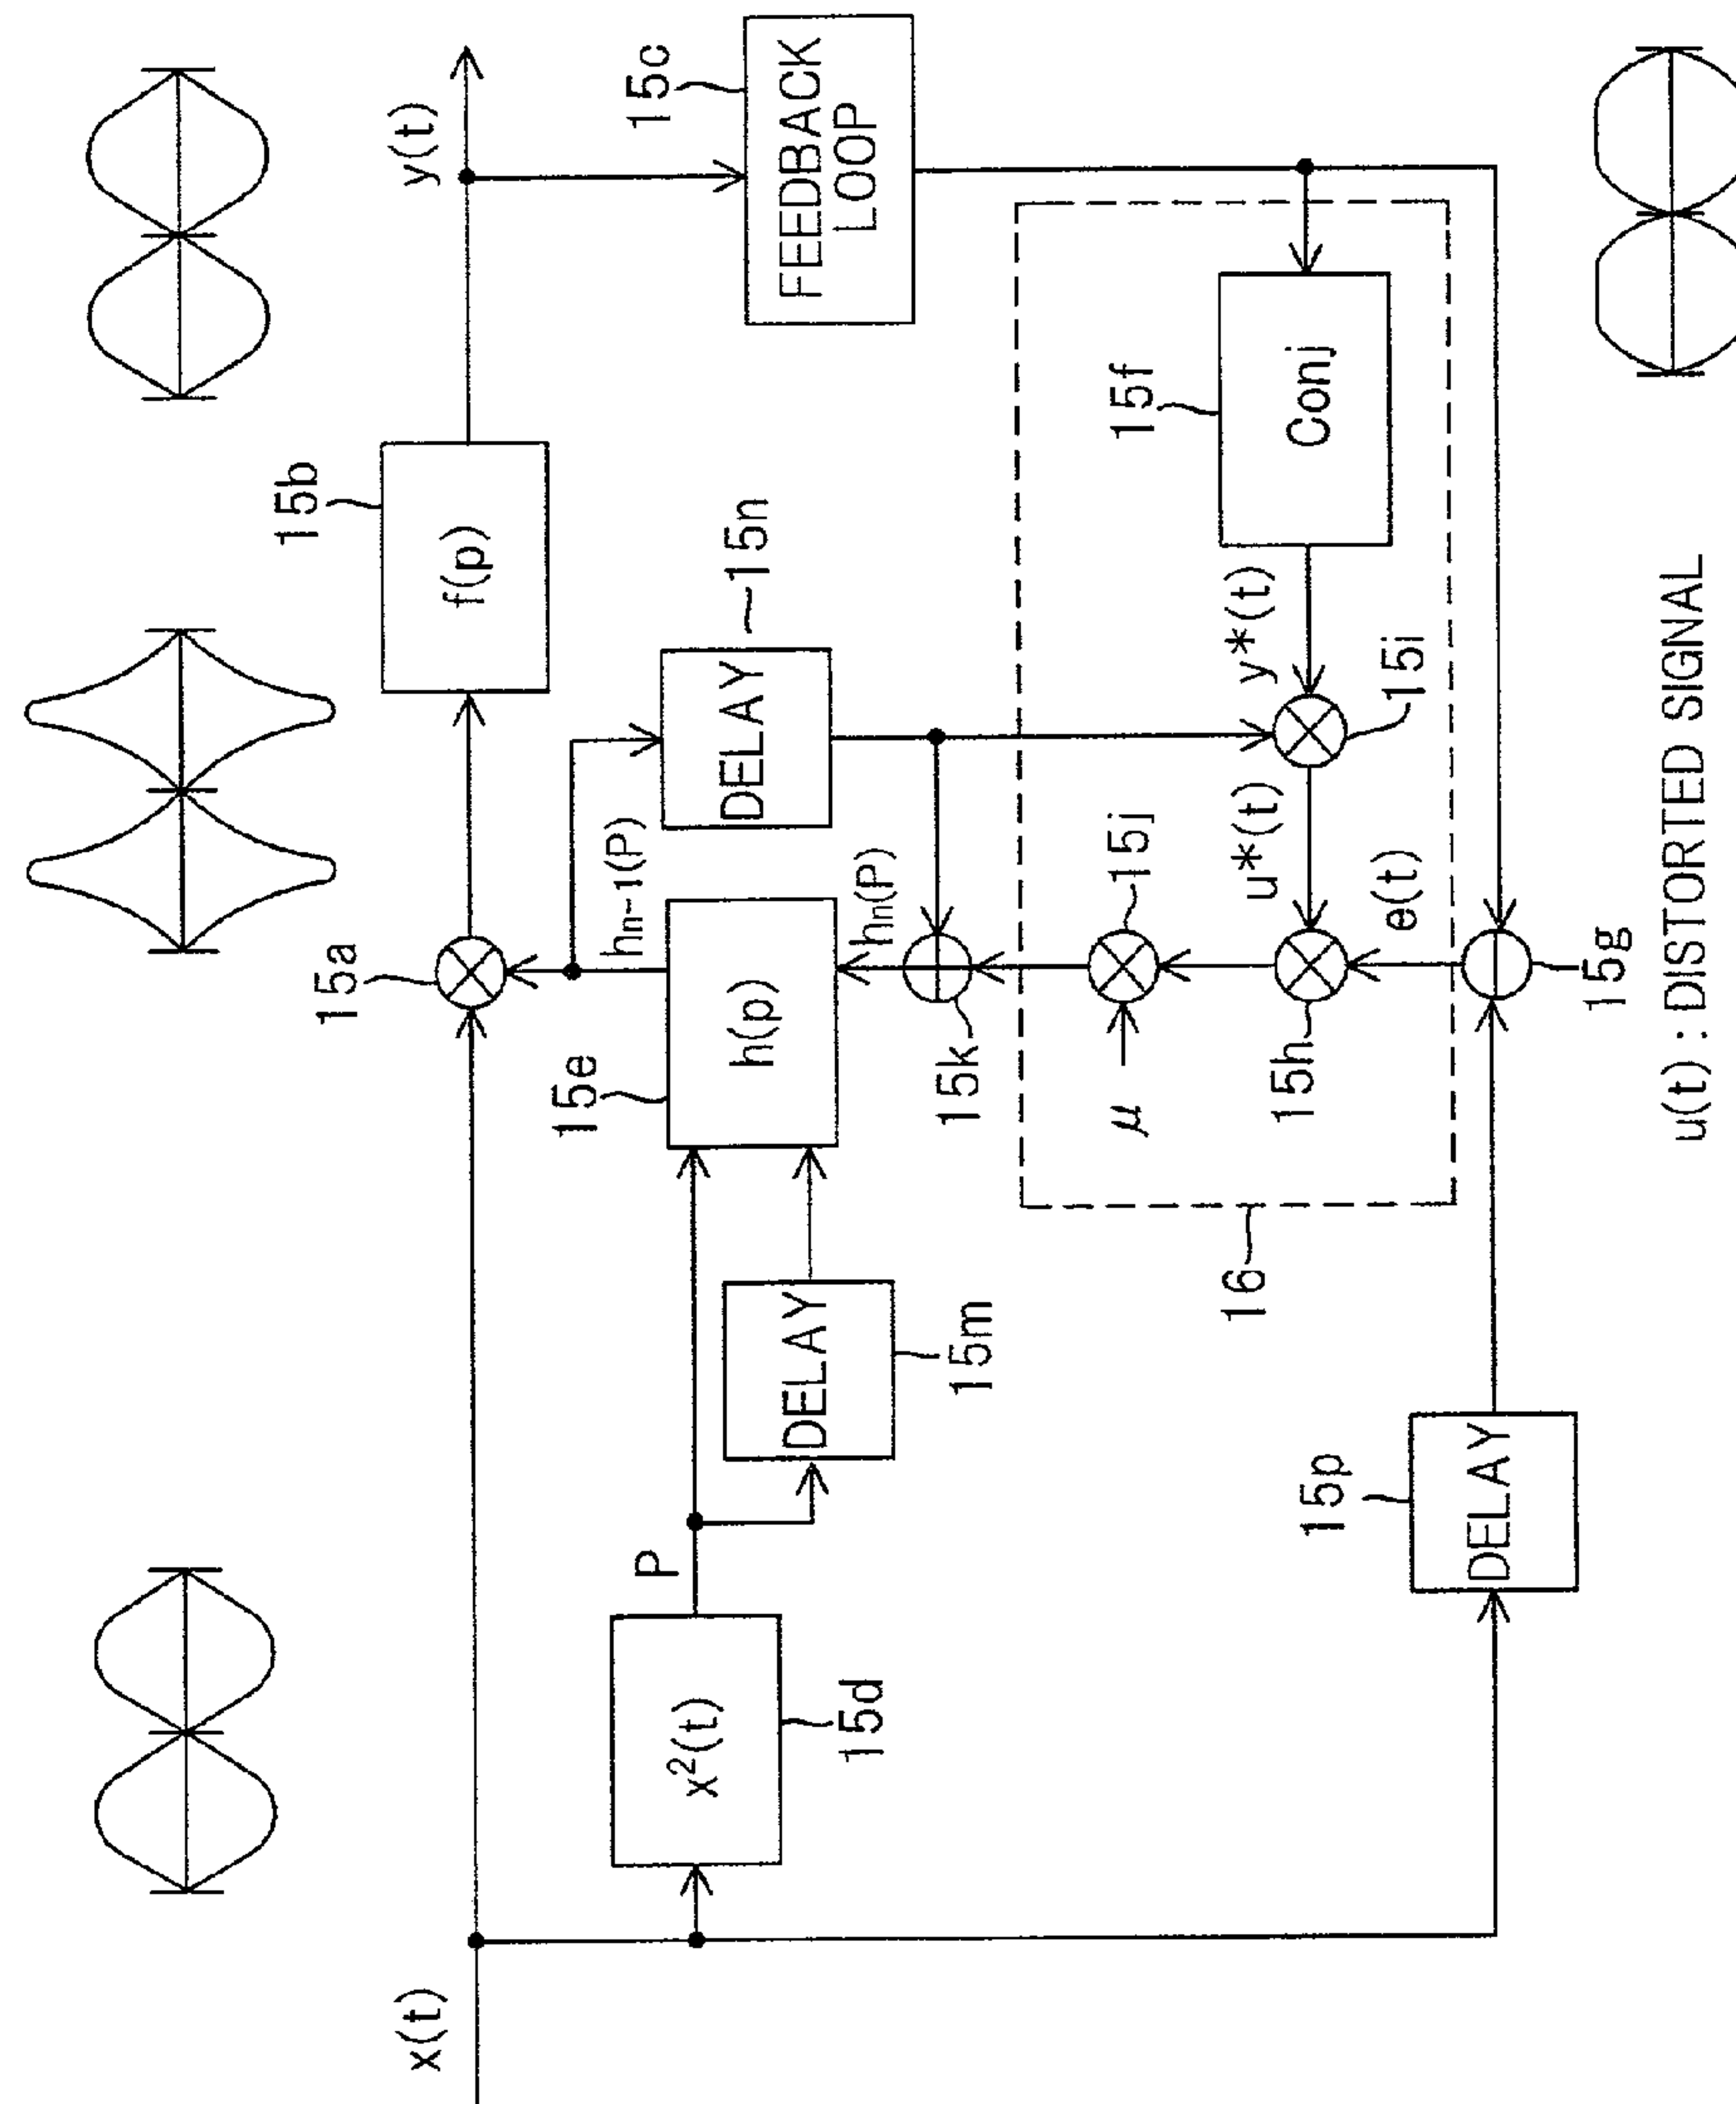 x(t)
15a
15b
f(p)
y(t)
15c
FEEDBACK
LOOP
x²(t)
15d
P
DELAY
15m
15e
h(p)
hn-1(P)
DELAY
15n
hn(P)
15k
μ
15j
15h
u*(t)
e(t)
y*(t)
15i
15f
Conj
16
15p
DELAY
15g
u(t) : DISTORTED SIGNAL